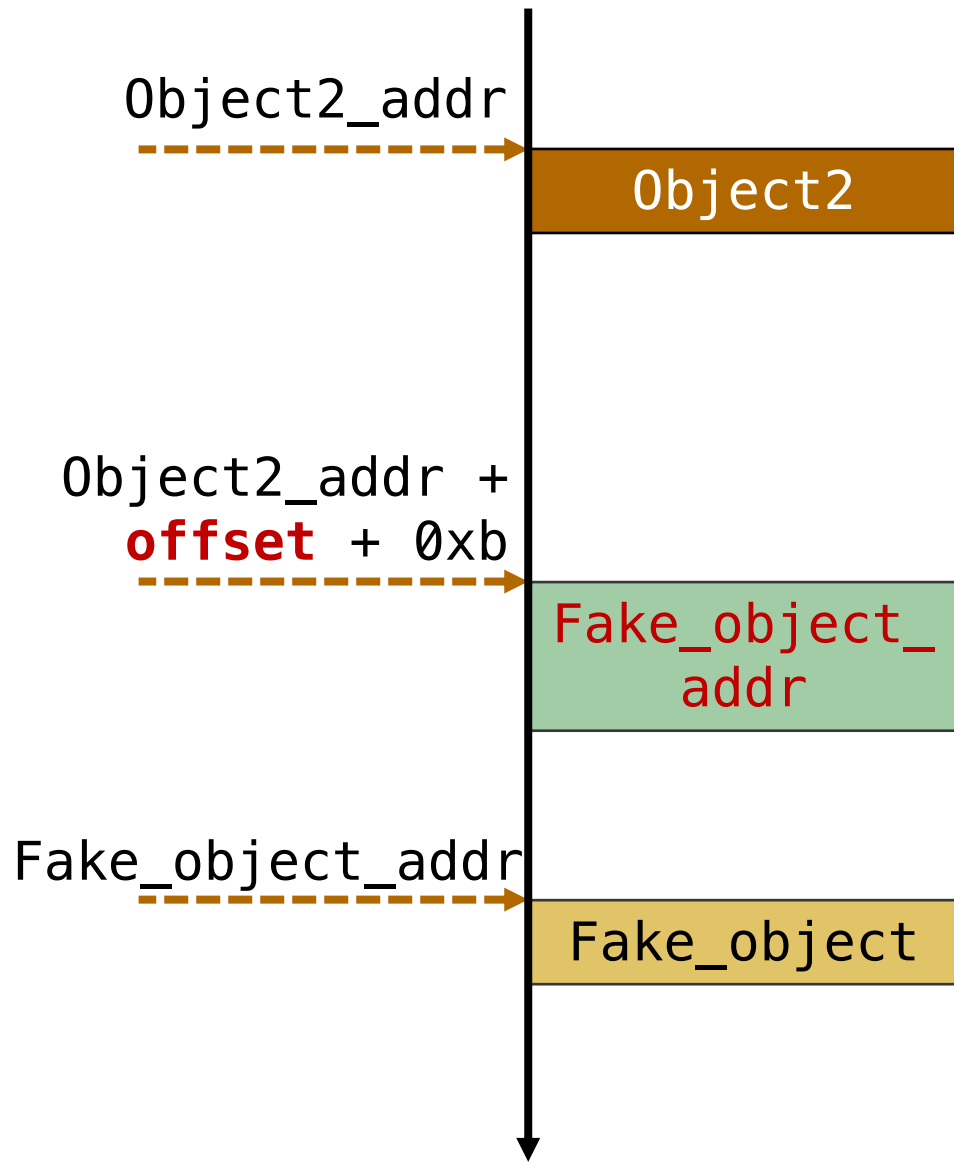 Object2_addr
Object2
Object2_addr +
offset + 0xb
Fake_object_
addr
Fake_object_addr
Fake_object